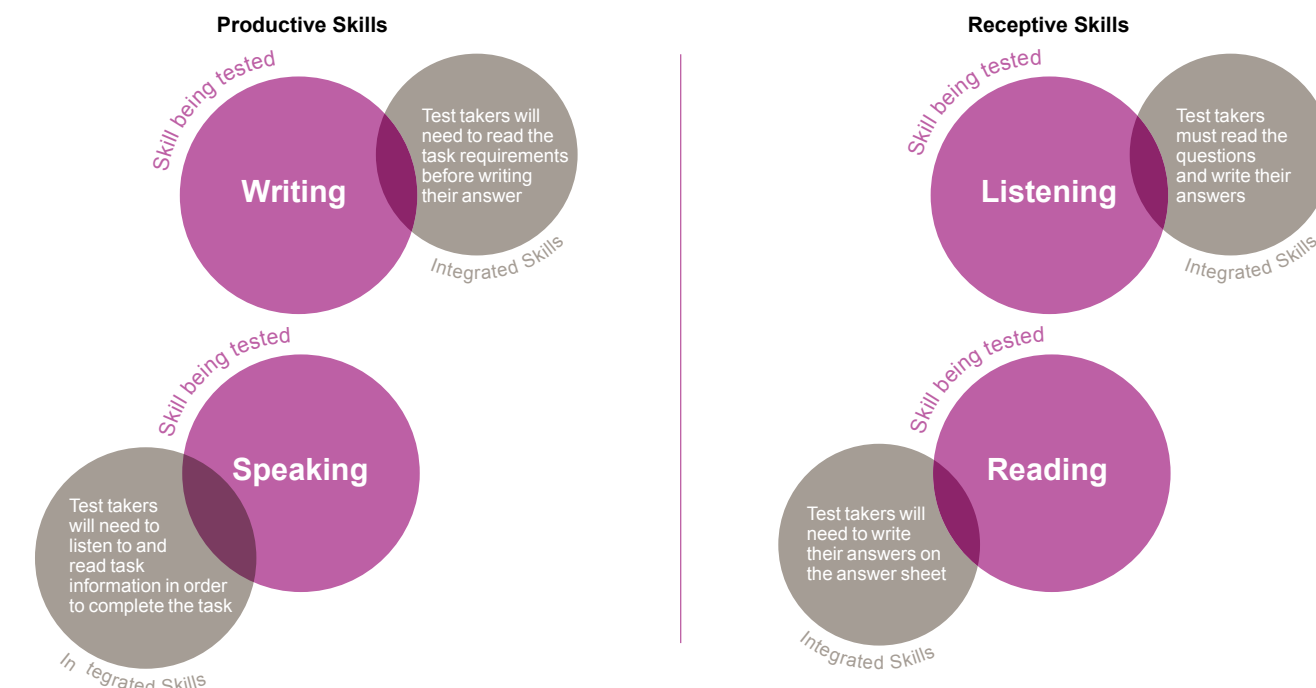 Productive Skills
Skill being tested
Writing
Test takers will
need to read the
task requirements
before writing
their answer
Integrated Skills
Skill being tested
Speaking
Test takers
will need to
listen to and
read task
information in order
to complete the task
In tegrated Skills
Receptive Skills
Skill being tested
Listening
Test takers
must read the
questions
and write their
answers
Integrated Skills
Skill being tested
Reading
Test takers will
need to write
their answers on
the answer sheet
Integrated Skills